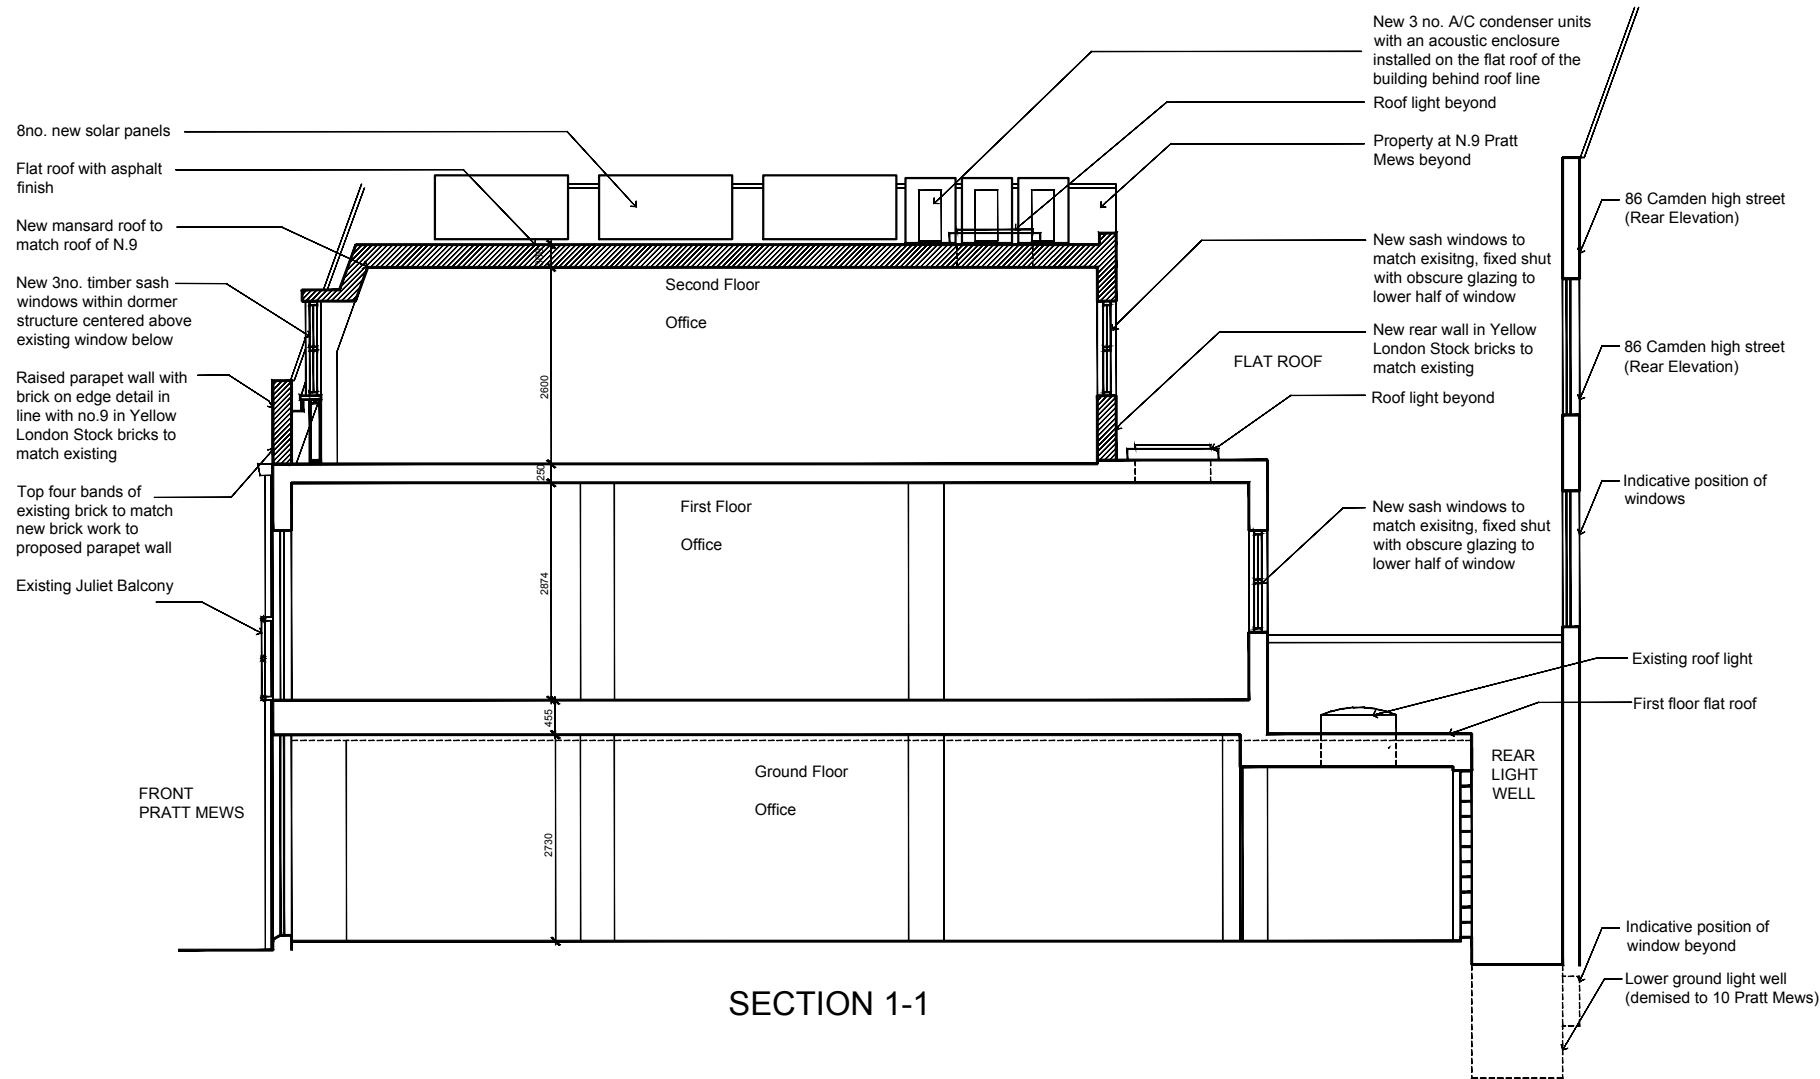 8no. new solar panels
Flat roof with asphalt
finish
New mansard roof to
match roof of N.9
New 3no. timber sash
windows within dormer
structure centered above
existing window below
Raised parapet wall with
brick on edge detail in
line with no.9 in Yellow
London Stock bricks to
match existing
Top four bands of
existing brick to match
new brick work to
proposed parapet wall
Existing Juliet Balcony
FRONT
PRATT MEWS
Second Floor
Office
2600
250
First Floor
Office
2874
455
Ground Floor
Office
2730
New 3 no. A/C condenser units
with an acoustic enclosure
installed on the flat roof of the
building behind roof line
Roof light beyond
Property at N.9 Pratt
Mews beyond
New sash windows to
match exisitng, fixed shut
with obscure glazing to
lower half of window
New rear wall in Yellow
London Stock bricks to
match existing
FLAT ROOF
Roof light beyond
New sash windows to
match exisitng, fixed shut
with obscure glazing to
lower half of window
REAR
LIGHT
WELL
86 Camden high street
(Rear Elevation)
86 Camden high street
(Rear Elevation)
Indicative position of
windows
Existing roof light
First floor flat roof
Indicative position of
window beyond
Lower ground light well
(demised to 10 Pratt Mews)
SECTION 1-1